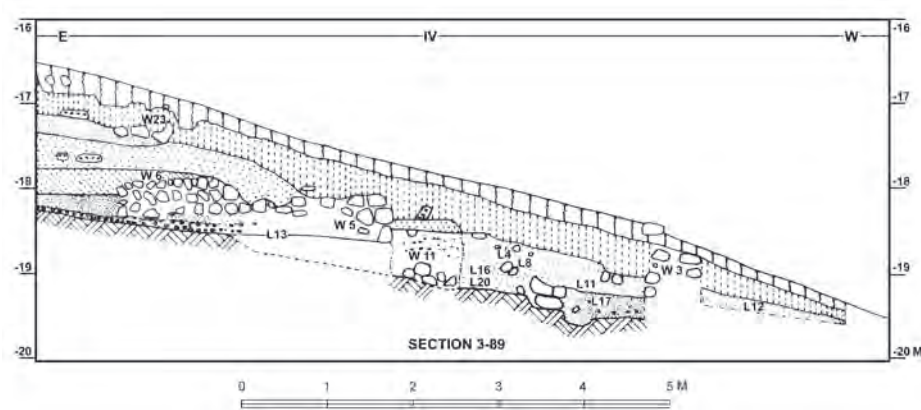 -16 -16
E IV W
-17 -17
W23
-18 W 6 -18
W 5
L13 W 11 L4 L8 W 3
-19 L16 L11 -19
L20 L17 L12
-20 SECTION 3-89 -20 M
0 1 2 3 4 5 M